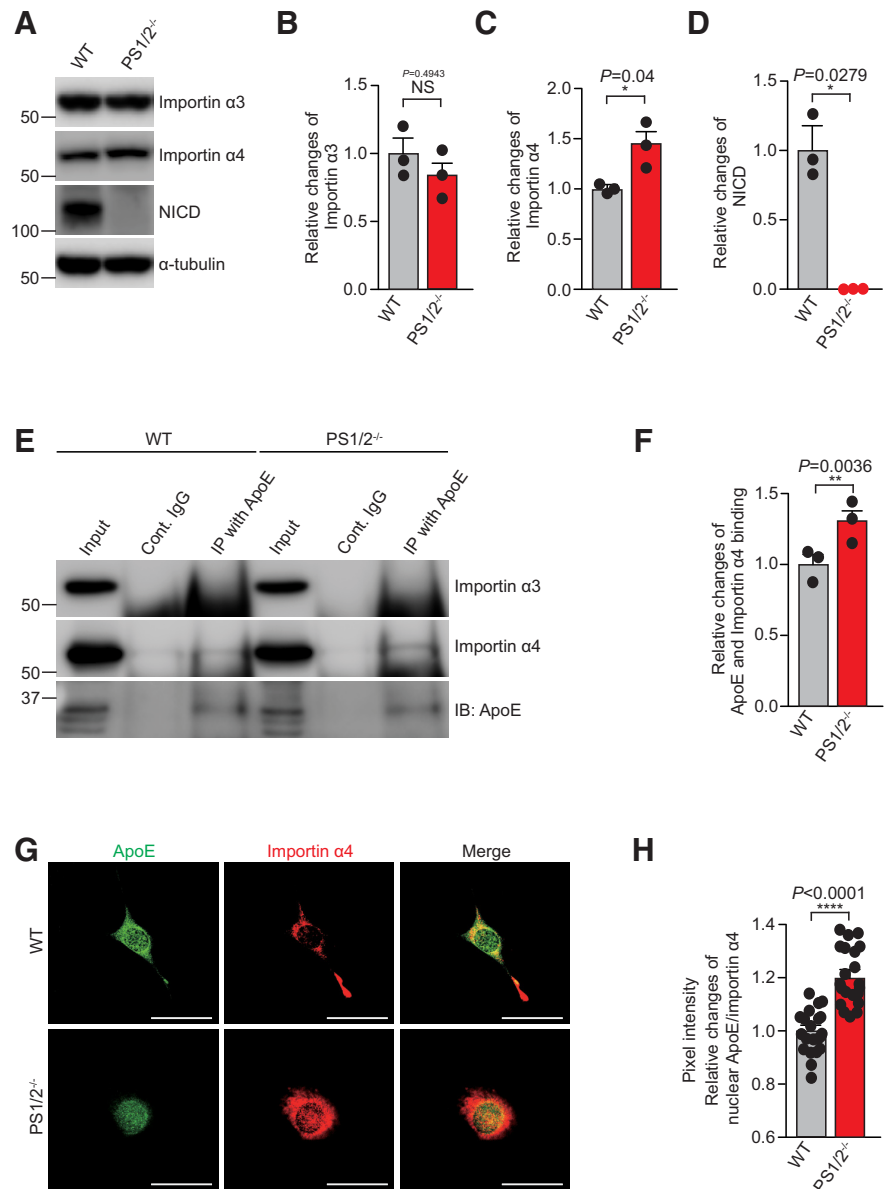 A
WT
PS1/2-/-
50
Importin α3
50
Importin α4
100
NICD
50
α-tubulin
B
P=0.4943
NS
1.5
1.0
0.5
0.0
Relative changes of
Importin α3
WT
PS1/2-/-
C
P=0.04
*
2.0
1.5
1.0
0.5
0.0
Relative changes of
Importin α4
WT
PS1/2-/-
D
P=0.0279
*
1.5
1.0
0.5
0.0
Relative changes of
NICD
WT
PS1/2-/-
E
WT
PS1/2-/-
Input
Cont. IgG
IP with ApoE
Input
Cont. IgG
IP with ApoE
50
Importin α3
50
Importin α4
37
IB: ApoE
F
P=0.0036
**
1.5
1.0
0.5
0.0
Relative changes of
ApoE and Importin α4 binding
WT
PS1/2-/-
G
ApoE
Importin α4
Merge
WT
PS1/2-/-
H
P<0.0001
****
1.4
1.2
1.0
0.8
0.6
Pixel intensity
Relative changes of
nuclear ApoE/importin α4
WT
PS1/2-/-